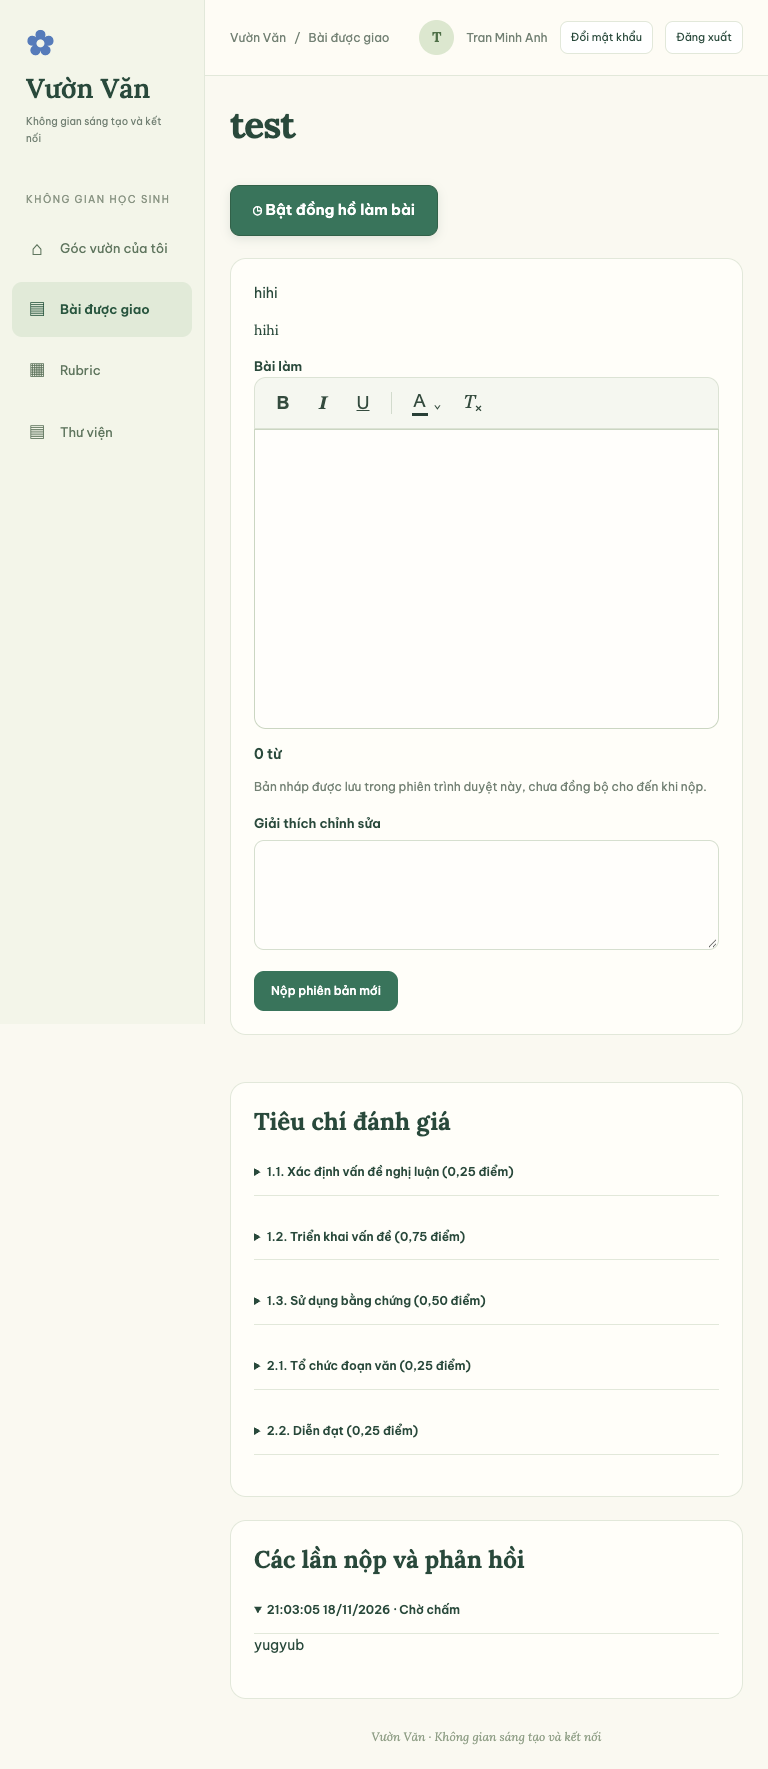 Vườn Văn
Không gian sáng tạo và kết
nối
KHÔNG GIAN HỌC SINH
Góc vườn của tôi
Bài được giao
Rubric
Thư viện
Vườn Văn / Bài được giao
T
Tran Minh Anh
Đổi mật khẩu
Đăng xuất
test
Bật đồng hồ làm bài
hihi
hihi
Bài làm
B I U A Tx
0 từ
Bản nháp được lưu trong phiên trình duyệt này, chưa đồng bộ cho đến khi nộp.
Giải thích chỉnh sửa
Nộp phiên bản mới
Tiêu chí đánh giá
1.1. Xác định vấn đề nghị luận (0,25 điểm)
1.2. Triển khai vấn đề (0,75 điểm)
1.3. Sử dụng bằng chứng (0,50 điểm)
2.1. Tổ chức đoạn văn (0,25 điểm)
2.2. Diễn đạt (0,25 điểm)
Các lần nộp và phản hồi
21:03:05 18/11/2026 · Chờ chấm
yugyub
Vườn Văn · Không gian sáng tạo và kết nối